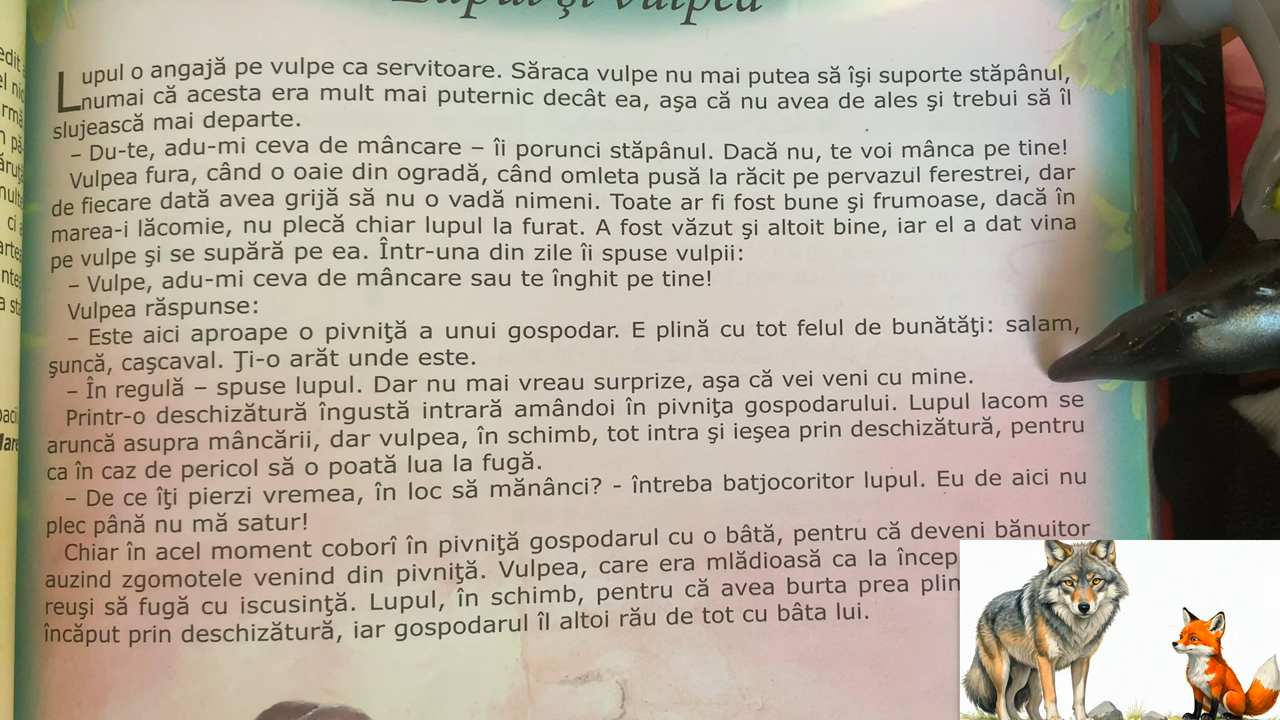 Lupul şi vulpea
Lupul o angajă pe vulpe ca servitoare. Săraca vulpe nu mai putea să îşi suporte stăpânul,
numai că acesta era mult mai puternic decât ea, aşa că nu avea de ales şi trebui să îl
slujească mai departe.
– Du-te, adu-mi ceva de mâncare – îi porunci stăpânul. Dacă nu, te voi mânca pe tine!
Vulpea fura, când o oaie din ogradă, când omleta pusă la răcit pe pervazul ferestrei, dar
de fiecare dată avea grijă să nu o vadă nimeni. Toate ar fi fost bune şi frumoase, dacă în
marea-i lăcomie, nu plecă chiar lupul la furat. A fost văzut şi altoit bine, iar el a dat vina
pe vulpe şi se supără pe ea. Într-una din zile îi spuse vulpii:
– Vulpe, adu-mi ceva de mâncare sau te înghit pe tine!
Vulpea răspunse:
– Este aici aproape o pivniţă a unui gospodar. E plină cu tot felul de bunătăţi: salam,
şuncă, caşcaval. Ţi-o arăt unde este.
– În regulă – spuse lupul. Dar nu mai vreau surprize, aşa că vei veni cu mine.
Printr-o deschizătură îngustă intrară amândoi în pivniţa gospodarului. Lupul lacom se
aruncă asupra mâncării, dar vulpea, în schimb, tot intra şi ieşea prin deschizătură, pentru
ca în caz de pericol să o poată lua la fugă.
– De ce îţi pierzi vremea, în loc să mănânci? - întreba batjocoritor lupul. Eu de aici nu
plec până nu mă satur!
Chiar în acel moment coborî în pivniţă gospodarul cu o bâtă, pentru că deveni bănuitor
auzind zgomotele venind din pivniţă. Vulpea, care era mlădioasă ca la
reuşi să fugă cu iscusinţă. Lupul, în schimb, pentru că avea burta prea
încăput prin deschizătură, iar gospodarul îl altoi rău de tot cu bâta lui.